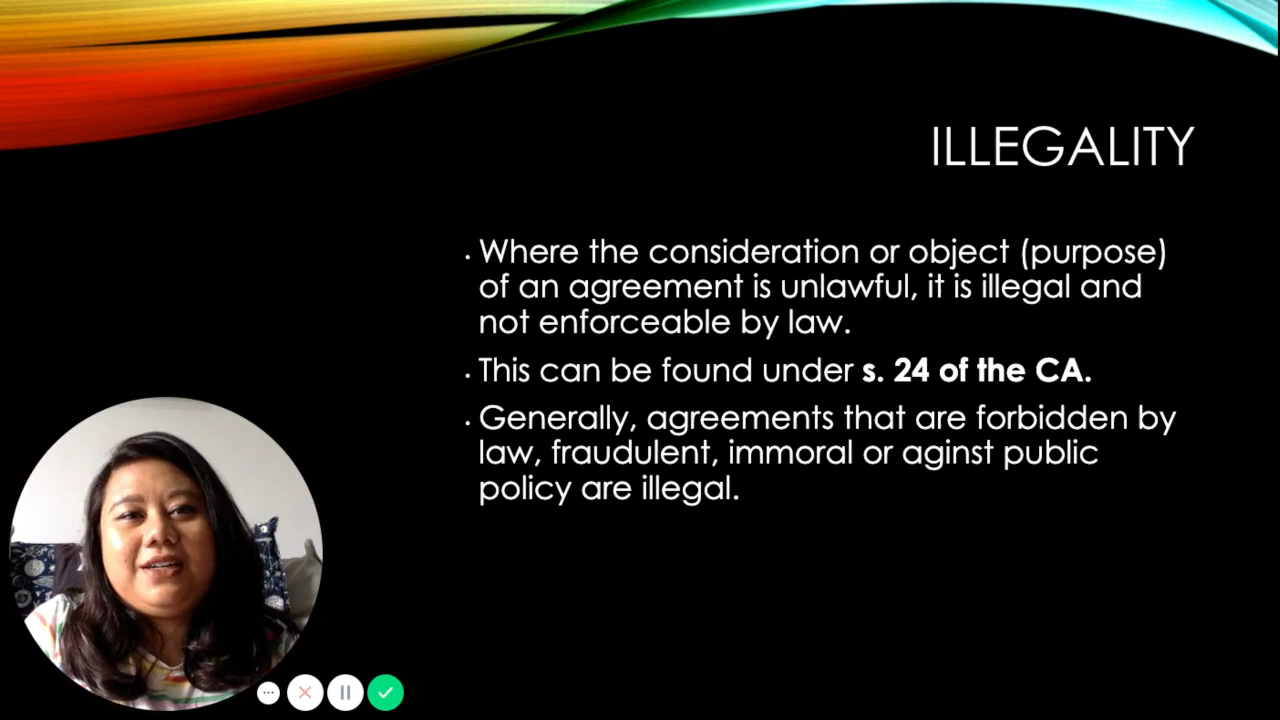 ILLEGALITY
• Where the consideration or object (purpose)
of an agreement is unlawful, it is illegal and
not enforceable by law.
• This can be found under s. 24 of the CA.
• Generally, agreements that are forbidden by
law, fraudulent, immoral or aginst public
policy are illegal.